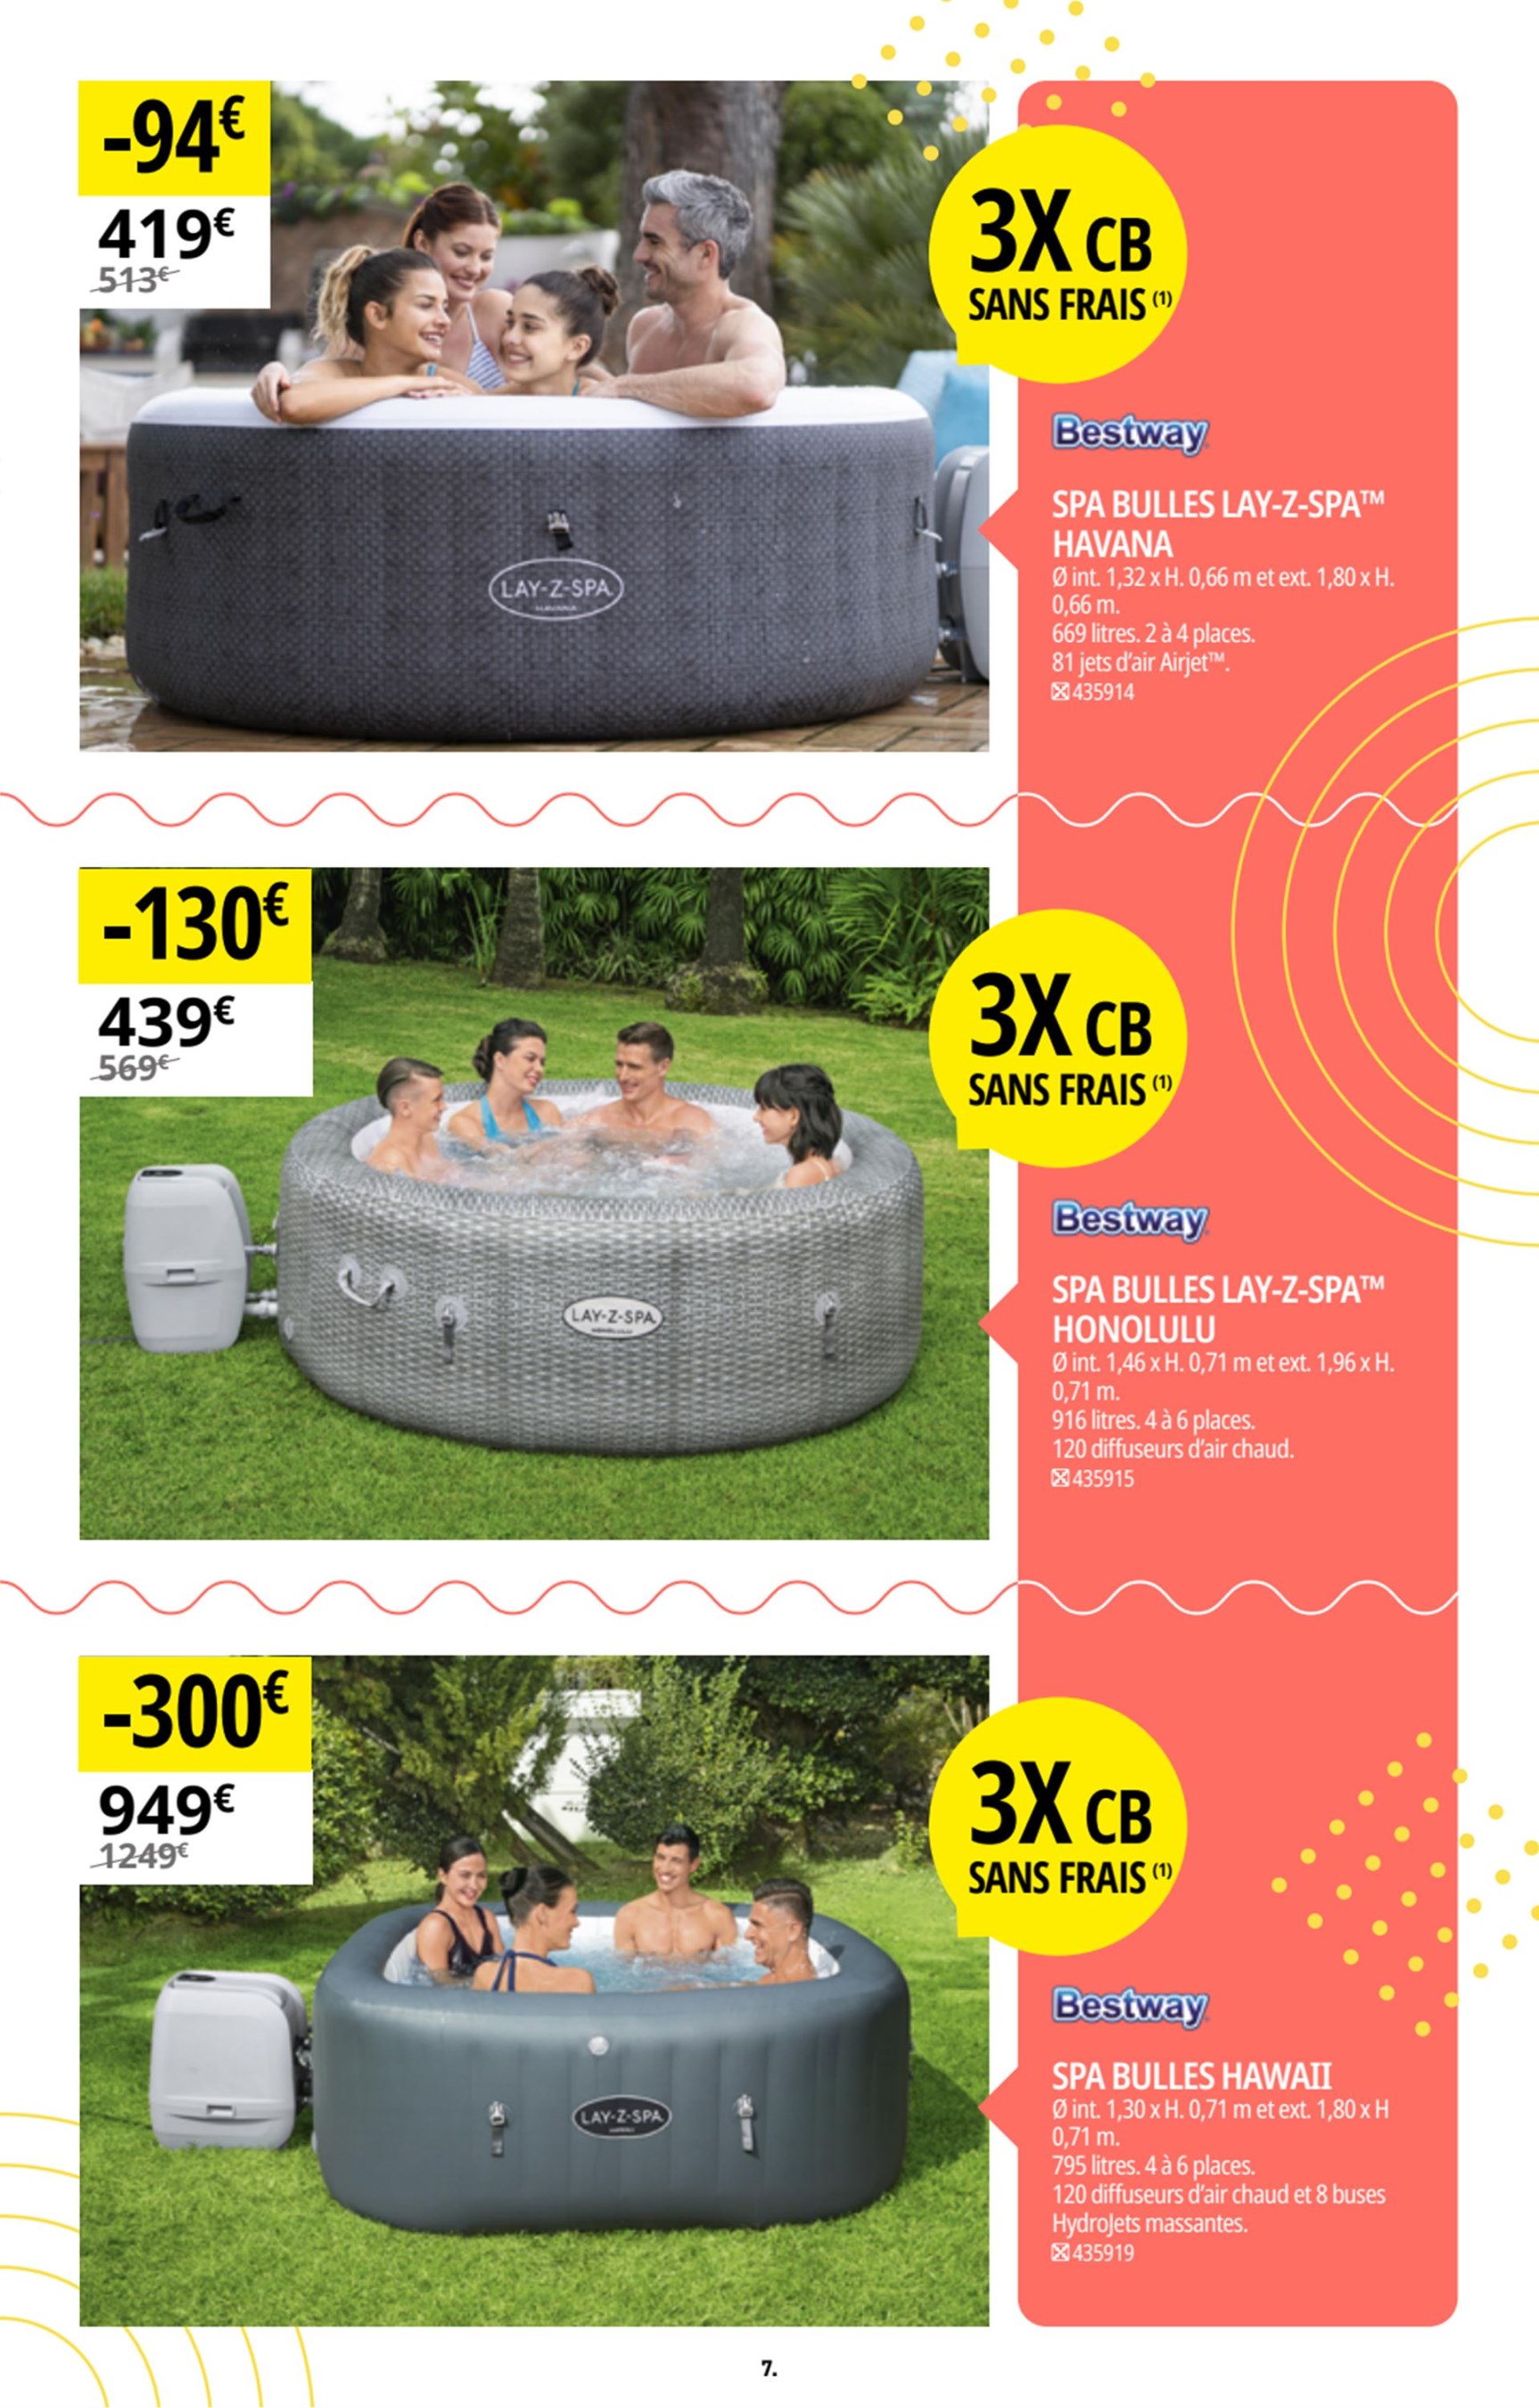 -94€
419€
513€
3X CB
SANS FRAIS (1)
Bestway
SPA BULLES LAY-Z-SPA™
HAVANA
Ø int. 1,32 x H. 0,66 m et ext. 1,80 x H.
0,66 m.
669 litres. 2 à 4 places.
81 jets d'air Airjet™.
435914
LAY-Z-SPA
-130€
439€
569€
3X CB
SANS FRAIS (1)
Bestway
SPA BULLES LAY-Z-SPA™
HONOLULU
Ø int. 1,46 x H. 0,71 m et ext. 1,96 x H.
0,71 m.
916 litres. 4 à 6 places.
120 diffuseurs d'air chaud.
435915
LAY-Z-SPA
-300€
949€
1249€
3X CB
SANS FRAIS (1)
Bestway
SPA BULLES HAWAII
Ø int. 1,30 x H. 0,71 m et ext. 1,80 x H
0,71 m.
795 litres. 4 à 6 places.
120 diffuseurs d'air chaud et 8 buses
HydroJets massantes.
435919
LAY-Z-SPA
7.